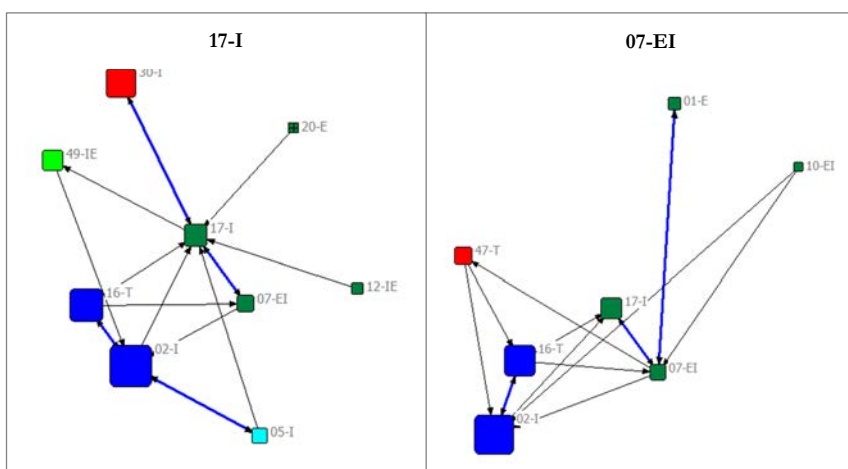 17-I
30-I
20-E
49-IE
17-I
12-IE
16-T
07-EI
02-I
05-I
07-EI
01-E
10-EI
47-T
17-I
16-T
07-EI
02-I